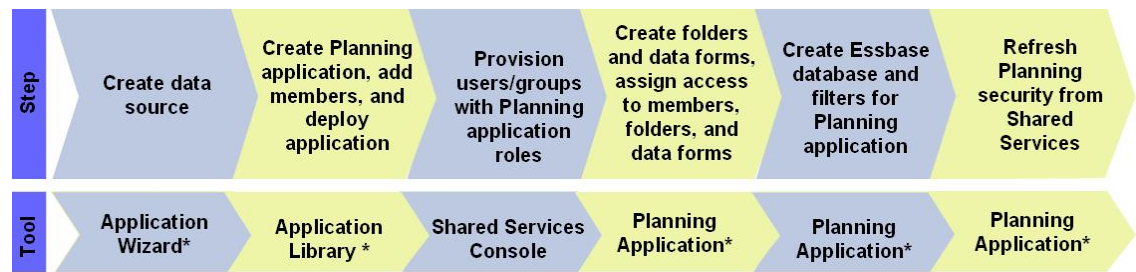 Step
Create data
source
Create Planning
application, add
members, and
deploy
application
Provision
users/groups
with Planning
application
roles
Create folders
and data forms,
assign access
to members,
folders, and
data forms
Create Essbase
database and
filters for
Planning
application
Refresh
Planning
security from
Shared
Services
Tool
Application
Wizard*
Application
Library *
Shared Services
Console
Planning
Application*
Planning
Application*
Planning
Application*